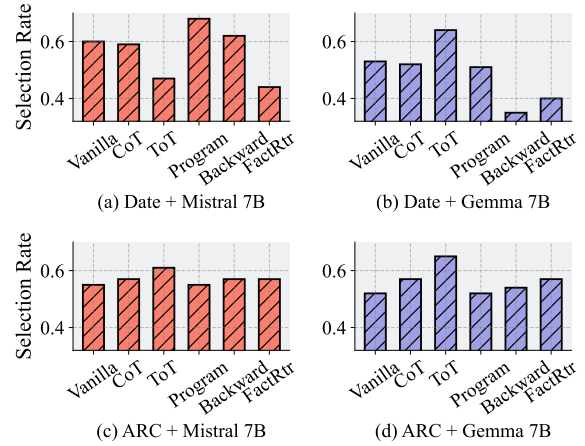 Selection Rate
0.6
0.4
Vanilla
CoT
ToT
Program
Backward
FactRtr
(a) Date + Mistral 7B
0.6
0.4
Vanilla
CoT
ToT
Program
Backward
FactRtr
(b) Date + Gemma 7B
Selection Rate
0.6
0.4
Vanilla
CoT
ToT
Program
Backward
FactRtr
(c) ARC + Mistral 7B
0.6
0.4
Vanilla
CoT
ToT
Program
Backward
FactRtr
(d) ARC + Gemma 7B